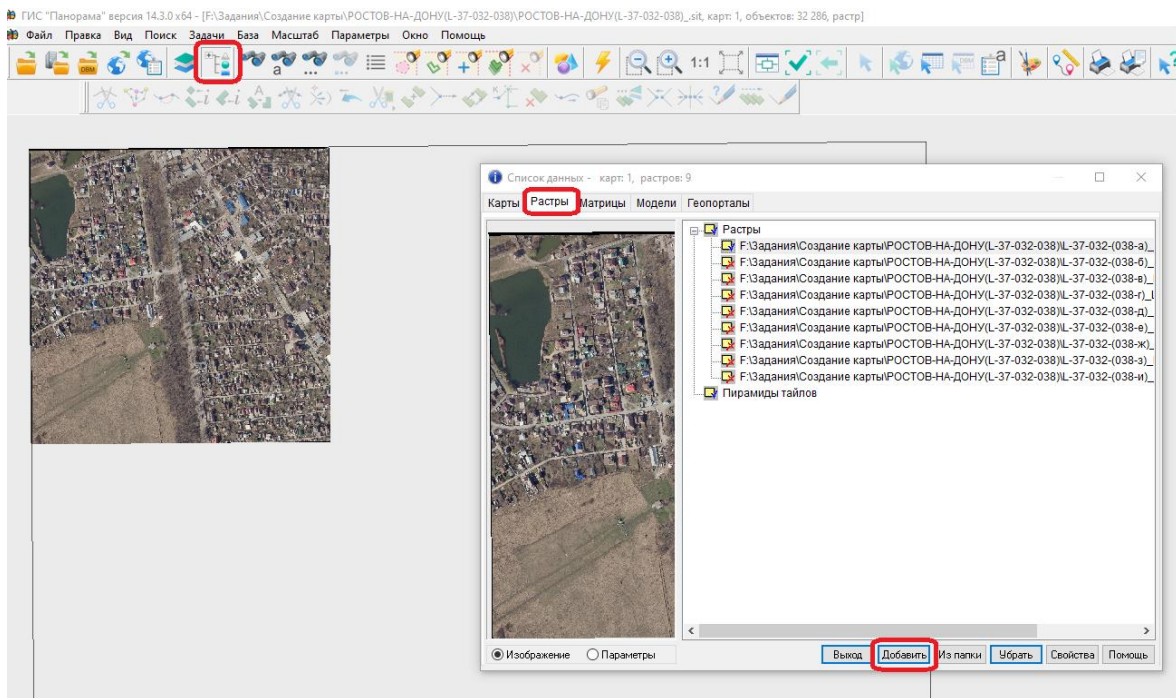 ГИС "Панорама" версия 14.3.0 x64 - [F:\Задания\Создание карты\РОСТОВ-НА-ДОНУ(L-37-032-038)\РОСТОВ-НА-ДОНУ(L-37-032-038)_.sit, карт: 1, объектов: 32 286, растр]
Файл Правка Вид Поиск Задачи База Масштаб Параметры Окно Помощь
1:1
Список данных - карт: 1, растров: 9
Карты Растры Матрицы Модели Геопорталы
Растры
F:\Задания\Создание карты\РОСТОВ-НА-ДОНУ(L-37-032-038)\L-37-032-(038-а)_
F:\Задания\Создание карты\РОСТОВ-НА-ДОНУ(L-37-032-038)\L-37-032-(038-б)_
F:\Задания\Создание карты\РОСТОВ-НА-ДОНУ(L-37-032-038)\L-37-032-(038-в)_
F:\Задания\Создание карты\РОСТОВ-НА-ДОНУ(L-37-032-038)\L-37-032-(038-г)_L
F:\Задания\Создание карты\РОСТОВ-НА-ДОНУ(L-37-032-038)\L-37-032-(038-д)_
F:\Задания\Создание карты\РОСТОВ-НА-ДОНУ(L-37-032-038)\L-37-032-(038-е)_
F:\Задания\Создание карты\РОСТОВ-НА-ДОНУ(L-37-032-038)\L-37-032-(038-ж)_
F:\Задания\Создание карты\РОСТОВ-НА-ДОНУ(L-37-032-038)\L-37-032-(038-з)_
F:\Задания\Создание карты\РОСТОВ-НА-ДОНУ(L-37-032-038)\L-37-032-(038-и)_
Пирамиды тайлов
Изображение Параметры Выход Добавить Из папки Убрать Свойства Помощь